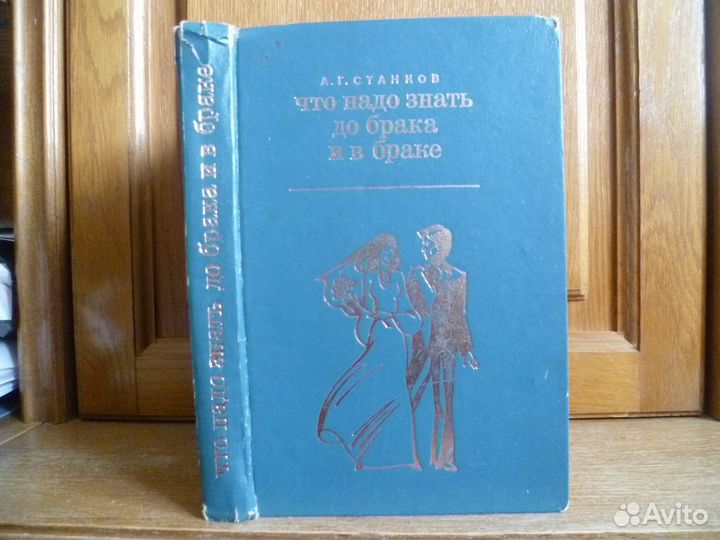 что надо знать до брака и в браке
А.Г.СТАНКОВ
что надо знать
до брака
и в браке
Avito